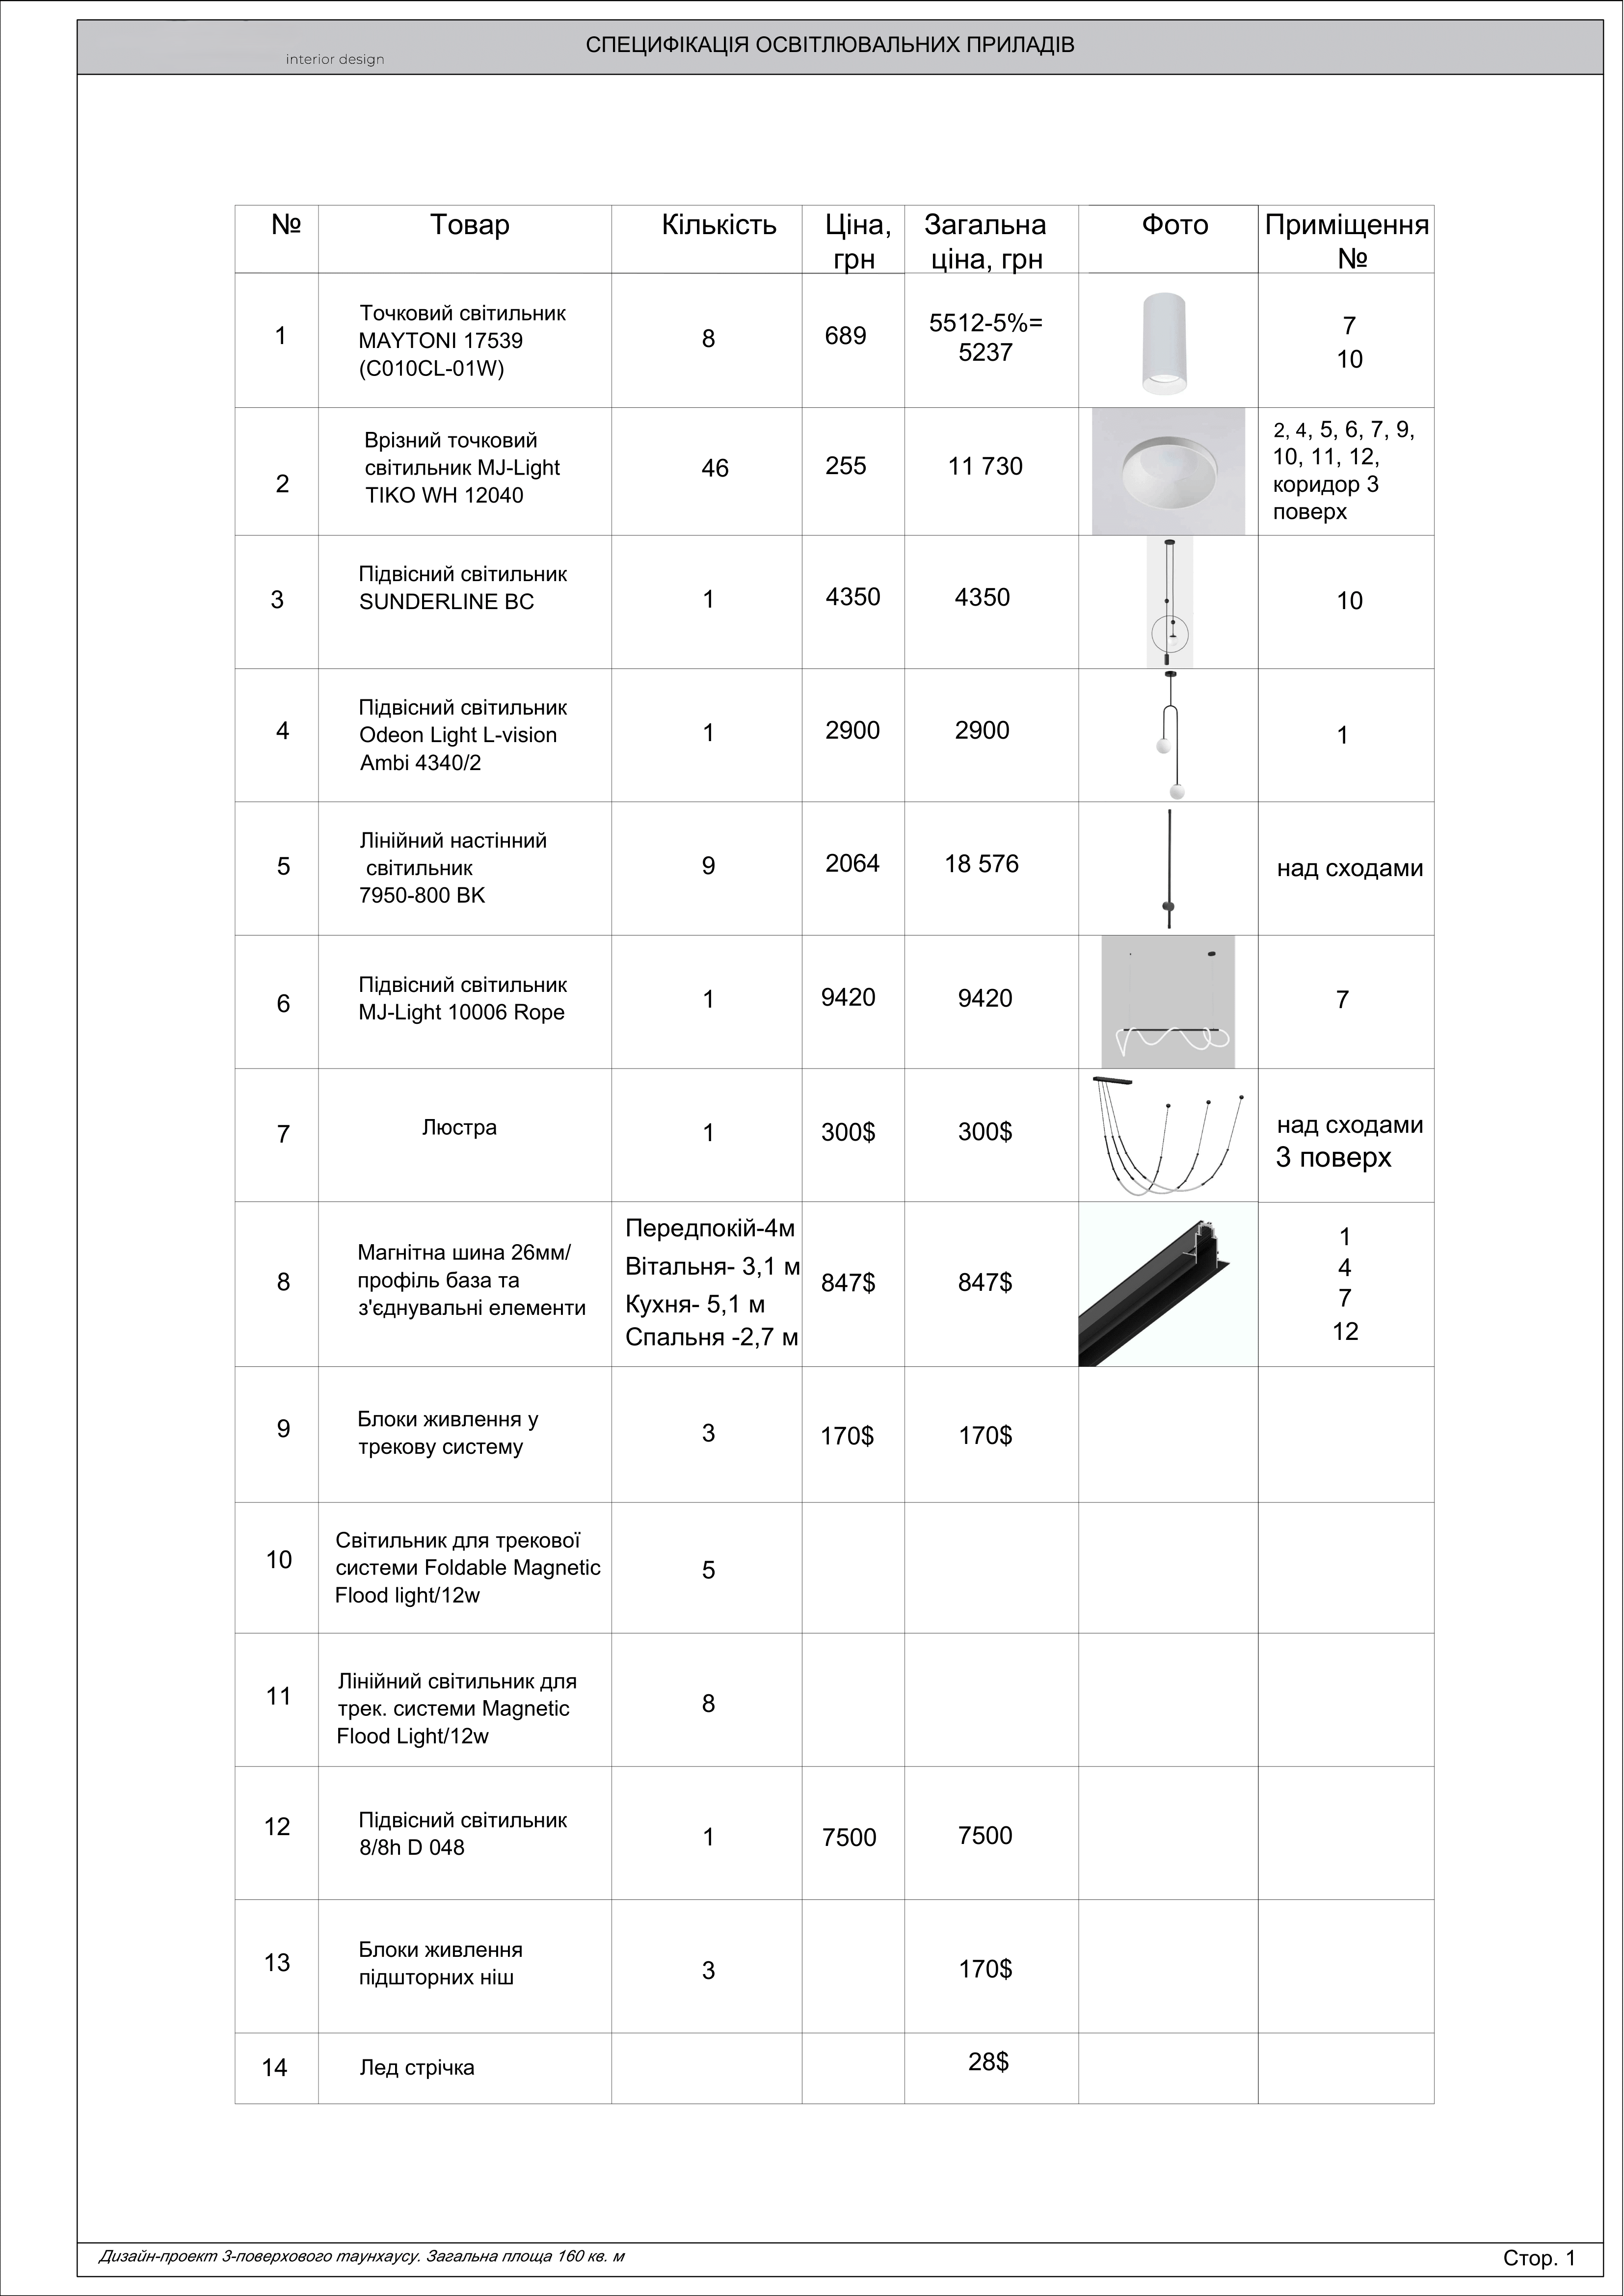 interior design
СПЕЦИФІКАЦІЯ ОСВІТЛЮВАЛЬНИХ ПРИЛАДІВ
№
Товар
Кількість
Ціна,
грн
Загальна
ціна, грн
Фото
Приміщення
№
1
Точковий світильник
MAYTONI 17539
(C010CL-01W)
8
689
5512-5%=
5237
7
10
2
Врізний точковий
світильник MJ-Light
TIKO WH 12040
46
255
11 730
2, 4, 5, 6, 7, 9,
10, 11, 12,
коридор 3
поверх
3
Підвісний світильник
SUNDERLINE BC
1
4350
4350
10
4
Підвісний світильник
Odeon Light L-vision
Ambi 4340/2
1
2900
2900
1
5
Лінійний настінний
світильник
7950-800 BK
9
2064
18 576
над сходами
6
Підвісний світильник
MJ-Light 10006 Rope
1
9420
9420
7
7
Люстра
1
300$
300$
над сходами
3 поверх
8
Магнітна шина 26мм/
профіль база та
з'єднувальні елементи
Передпокій-4м
Вітальня- 3,1 м
Кухня- 5,1 м
Спальня -2,7 м
847$
847$
1
4
7
12
9
Блоки живлення у
трекову систему
3
170$
170$
10
Світильник для трекової
системи Foldable Magnetic
Flood light/12w
5
11
Лінійний світильник для
трек. системи Magnetic
Flood Light/12w
8
12
Підвісний світильник
8/8h D 048
1
7500
7500
13
Блоки живлення
підшторних ніш
3
170$
14
Лед стрічка
28$
Дизайн-проект 3-поверхового таунхаусу. Загальна площа 160 кв. м
Стор. 1